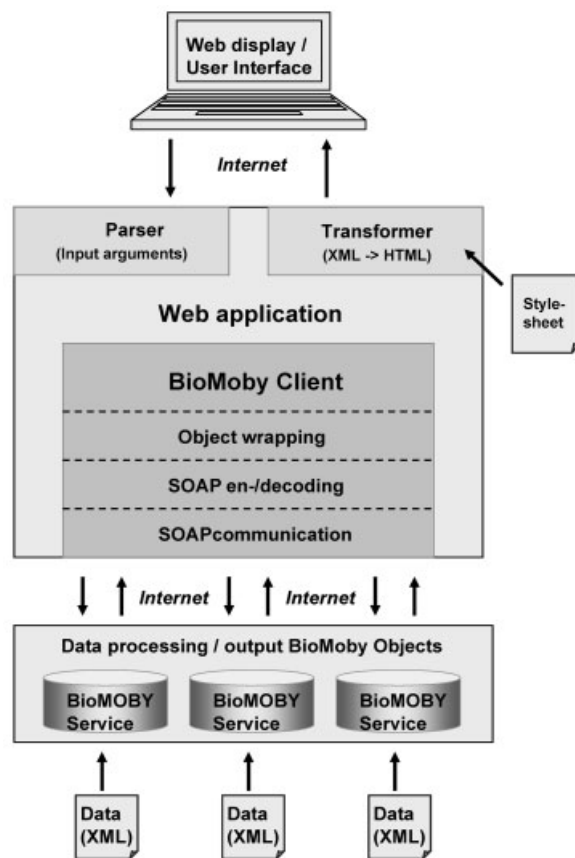 Web display /
User Interface
Internet
Parser
(Input arguments)
Transformer
(XML -> HTML)
Style-
sheet
Web application
BioMoby Client
Object wrapping
SOAP en-/decoding
SOAPcommunication
Internet
Internet
Data processing / output BioMoby Objects
BioMOBY
Service
BioMOBY
Service
BioMOBY
Service
Data
(XML)
Data
(XML)
Data
(XML)